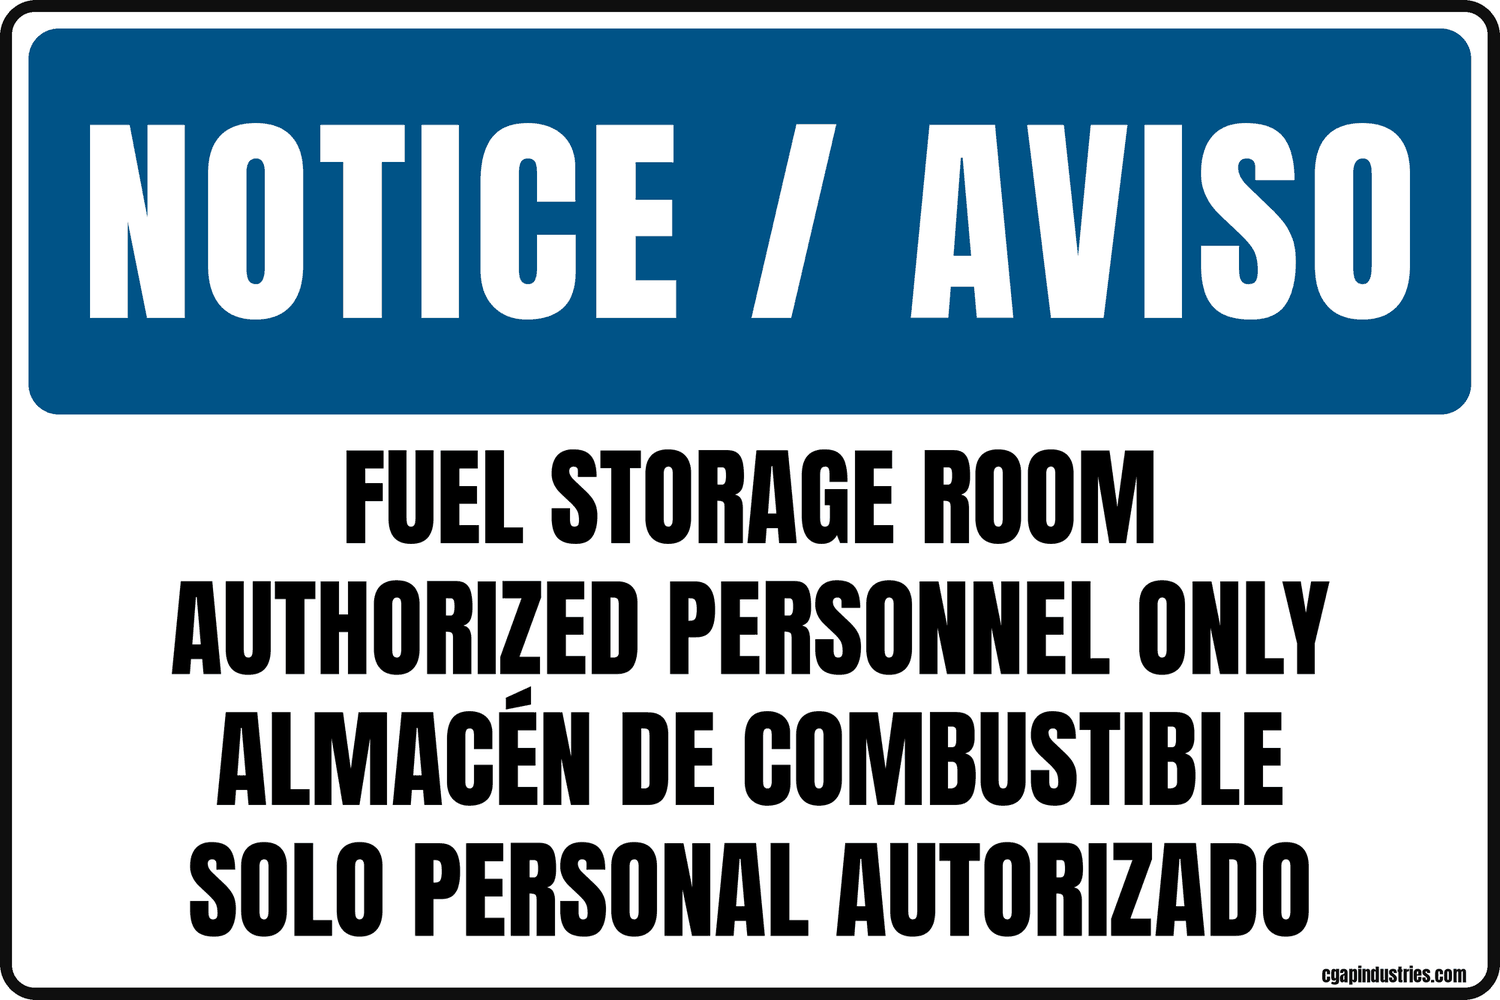 NOTICE / AVISO
FUEL STORAGE ROOM
AUTHORIZED PERSONNEL ONLY
ALMACÉN DE COMBUSTIBLE
SOLO PERSONAL AUTORIZADO
cgapindustries.com